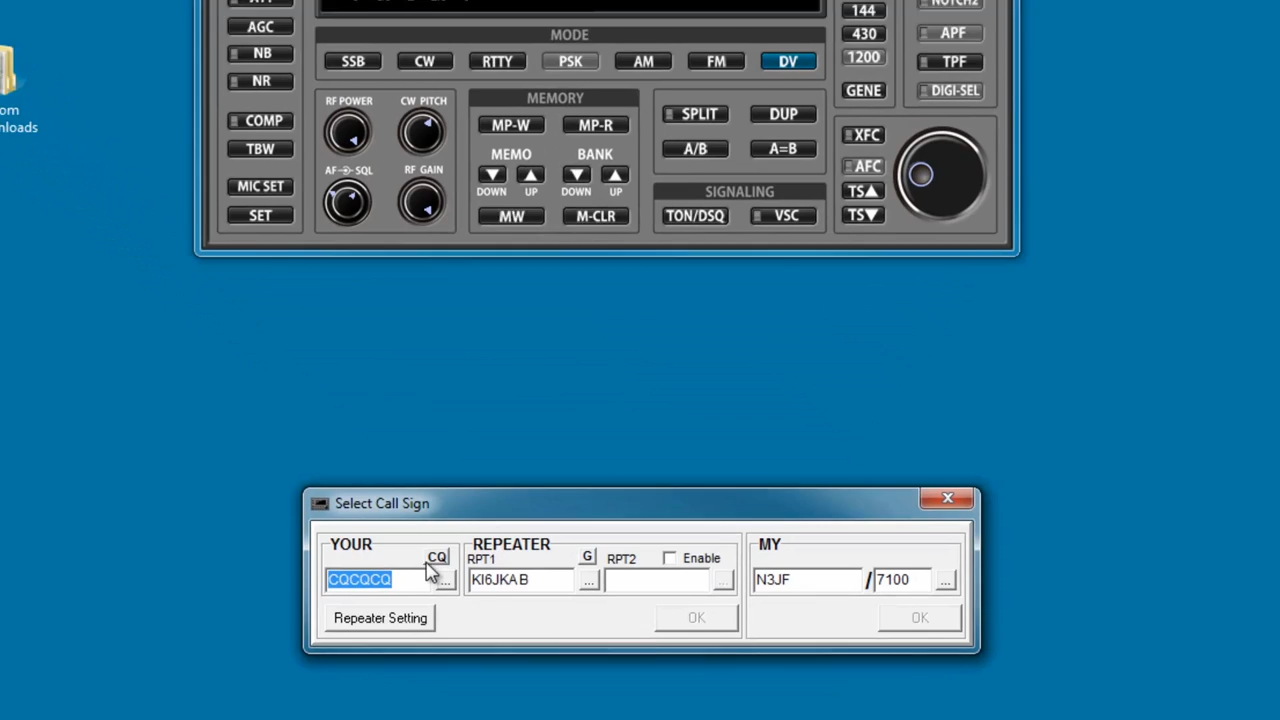 ATT
AGC
NB
NR
COMP
TBW
MIC SET
SET
MODE
SSB CW RTTY PSK AM FM DV
RF POWER CW PITCH
AF SQL RF GAIN
MEMORY
MP-W MP-R
MEMO BANK
DOWN UP DOWN UP
MW M-CLR
SPLIT DUP
A/B A=B
SIGNALING
TON/DSQ VSC
144
430
1200
GENE
NOTCH2
APF
TPF
DIGI-SEL
XFC
AFC
TS▲
TS▼
om
nloads
Select Call Sign
YOUR
CQ
CQCQCQ ...
Repeater Setting
REPEATER
RPT1 G RPT2 Enable
KI6JKAB ... ...
OK
MY
N3JF / 7100 ...
OK